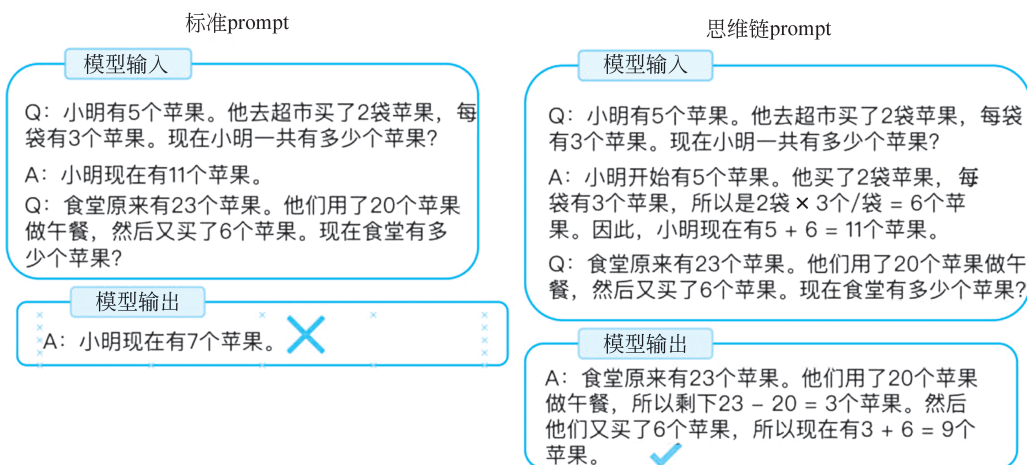 标准prompt
模型输入
Q：小明有5个苹果。他去超市买了2袋苹果，每
袋有3个苹果。现在小明一共有多少个苹果？
A：小明现在有11个苹果。
Q：食堂原来有23个苹果。他们用了20个苹果
做午餐，然后又买了6个苹果。现在食堂有多
少个苹果？
模型输出
A：小明现在有7个苹果。
思维链prompt
模型输入
Q：小明有5个苹果。他去超市买了2袋苹果，每袋
有3个苹果。现在小明一共有多少个苹果？
A：小明开始有5个苹果。他买了2袋苹果，每
袋有3个苹果，所以是2袋 × 3个/袋 = 6个苹
果。因此，小明现在有5 + 6 = 11个苹果。
Q：食堂原来有23个苹果。他们用了20个苹果做午
餐，然后又买了6个苹果。现在食堂有多少个苹果？
模型输出
A：食堂原来有23个苹果。他们用了20个苹果
做午餐，所以剩下23 – 20 = 3个苹果。然后
他们又买了6个苹果，所以现在有3 + 6 = 9个
苹果。